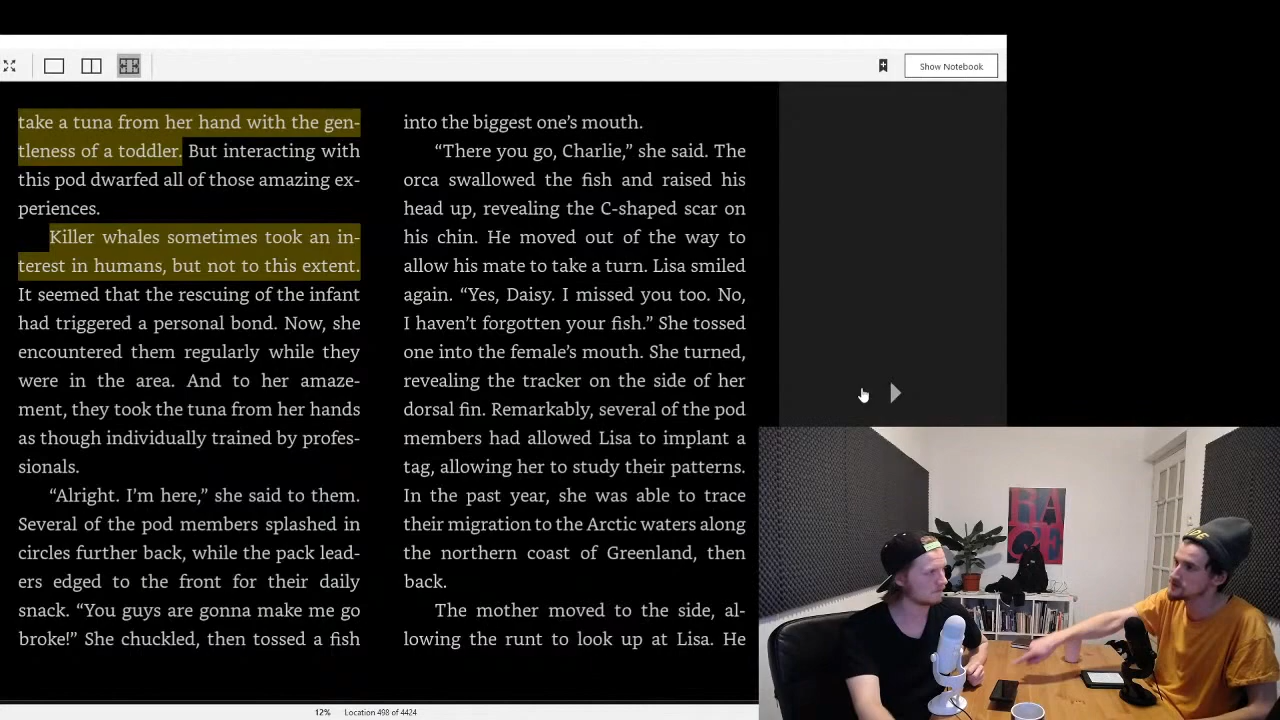 Show Notebook
take a tuna from her hand with the gen-
tleness of a toddler. But interacting with
this pod dwarfed all of those amazing ex-
periences.
Killer whales sometimes took an in-
terest in humans, but not to this extent.
It seemed that the rescuing of the infant
had triggered a personal bond. Now, she
encountered them regularly while they
were in the area. And to her amaze-
ment, they took the tuna from her hands
as though individually trained by profes-
sionals.
“Alright. I’m here,” she said to them.
Several of the pod members splashed in
circles further back, while the pack lead-
ers edged to the front for their daily
snack. “You guys are gonna make me go
broke!” She chuckled, then tossed a fish
into the biggest one’s mouth.
“There you go, Charlie,” she said. The
orca swallowed the fish and raised his
head up, revealing the C-shaped scar on
his chin. He moved out of the way to
allow his mate to take a turn. Lisa smiled
again. “Yes, Daisy. I missed you too. No,
I haven’t forgotten your fish.” She tossed
one into the female’s mouth. She turned,
revealing the tracker on the side of her
dorsal fin. Remarkably, several of the pod
members had allowed Lisa to implant a
tag, allowing her to study their patterns.
In the past year, she was able to trace
their migration to the Arctic waters along
the northern coast of Greenland, then
back.
The mother moved to the side, al-
lowing the runt to look up at Lisa. He
12% Location 498 of 4424
RA
GE